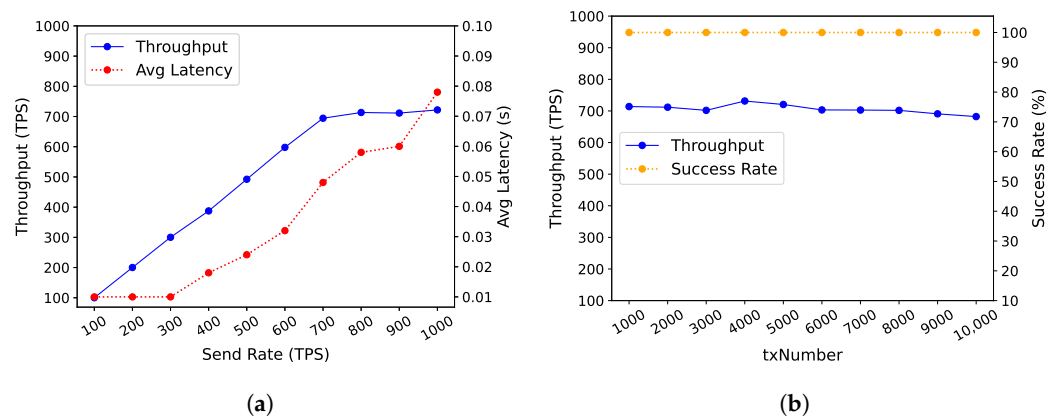 1000
900
800
700
600
500
400
300
200
100
Throughput (TPS)
Throughput
Avg Latency
0.10
0.09
0.08
0.07
0.06
0.05
0.04
0.03
0.02
0.01
Avg Latency (s)
100 200 300 400 500 600 700 800 900 1000
Send Rate (TPS)
(a)
1000
900
800
700
600
500
400
300
200
100
Throughput (TPS)
Throughput
Success Rate
100
90
80
70
60
50
40
30
20
10
Success Rate (%)
1000 2000 3000 4000 5000 6000 7000 8000 9000 10,000
txNumber
(b)